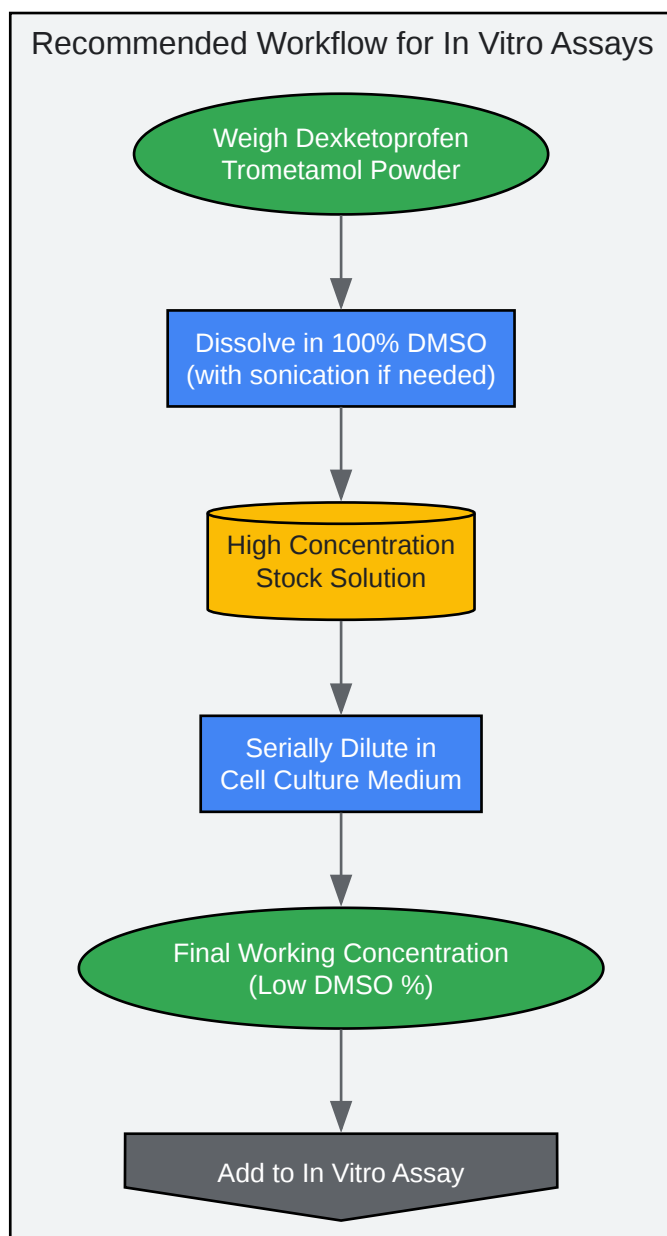 Recommended Workflow for In Vitro Assays
Weigh Dexketoprofen
Trometamol Powder
Dissolve in 100% DMSO
(with sonication if needed)
High Concentration
Stock Solution
Serially Dilute in
Cell Culture Medium
Final Working Concentration
(Low DMSO %)
Add to In Vitro Assay